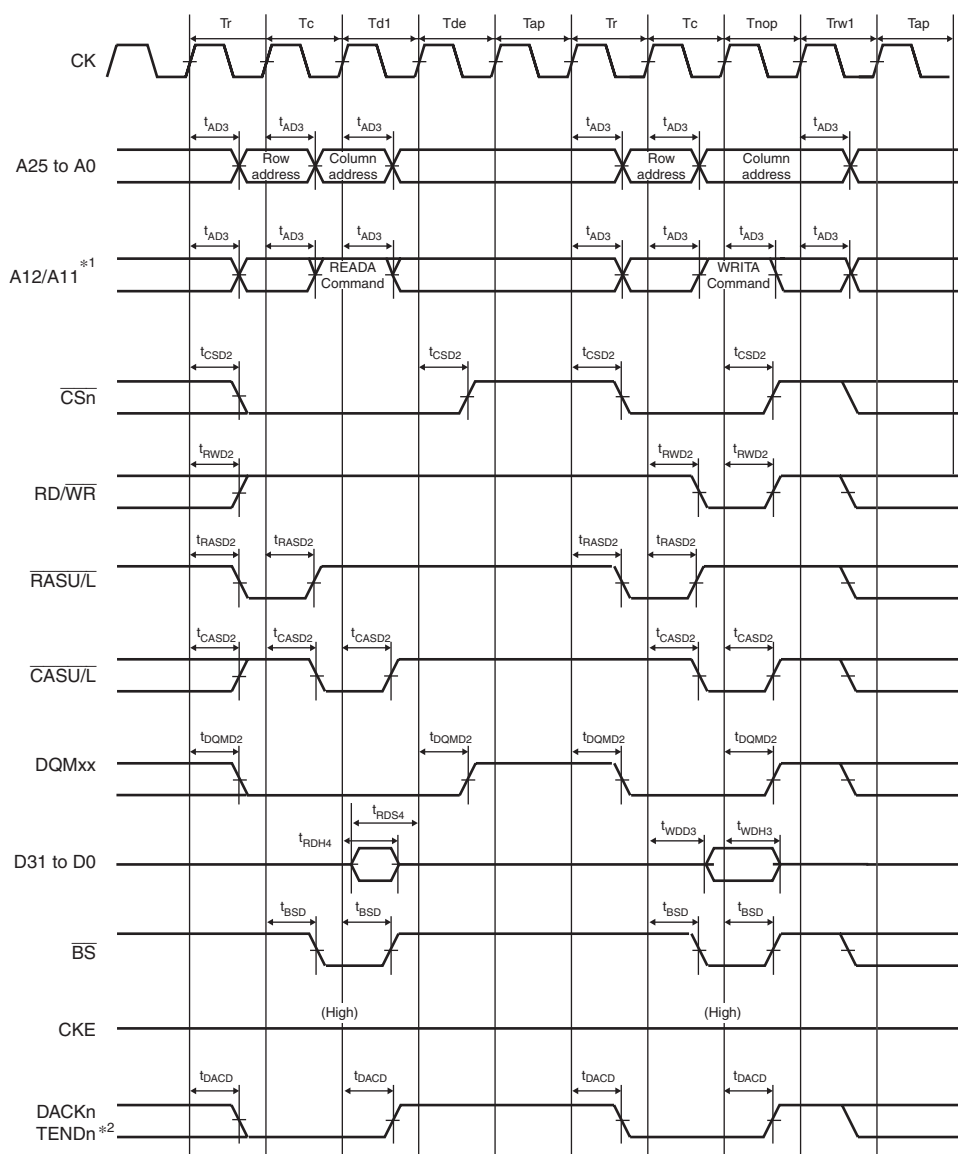 Tr Tc Td1 Tde Tap Tr Tc Tnop Trw1 Tap
CK
tAD3 tAD3 tAD3 tAD3 tAD3 tAD3
A25 to A0
Row address
Column address
Row address
Column address
tAD3 tAD3 tAD3 tAD3 tAD3 tAD3 tAD3
A12/A11*1
READA Command
WRITA Command
tCSD2 tCSD2 tCSD2 tCSD2
CSn
tRWD2 tRWD2 tRWD2
RD/WR
tRASD2 tRASD2 tRASD2 tRASD2
RASU/L
tCASD2 tCASD2 tCASD2 tCASD2 tCASD2
CASU/L
tDQMD2 tDQMD2 tDQMD2 tDQMD2
DQMxx
tRDS4
tRDH4 tWDD3 tWDH3
D31 to D0
tBSD tBSD tBSD tBSD
BS
(High) (High)
CKE
tDACD tDACD tDACD tDACD
DACKn
TENDn*2